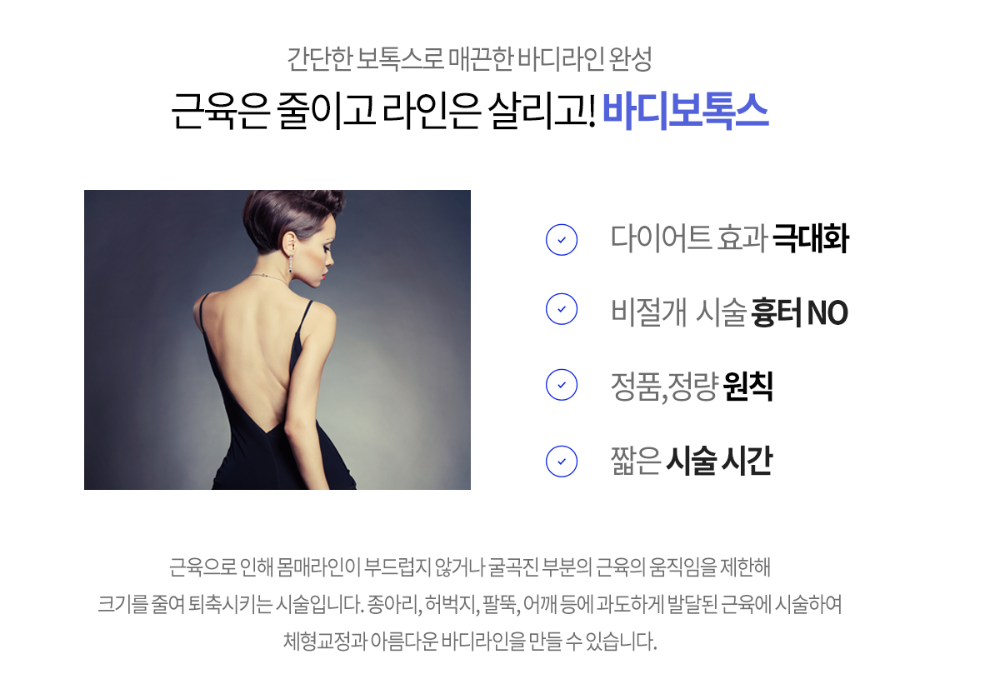 간단한 보톡스로 매끈한 바디라인 완성
근육은 줄이고 라인은 살리고! 바디보톡스
다이어트 효과 극대화
비절개 시술 흉터 NO
정품,정량 원칙
짧은 시술 시간
근육으로 인해 몸매라인이 부드럽지 않거나 굴곡진 부분의 근육의 움직임을 제한해
크기를 줄여 퇴축시키는 시술입니다. 종아리, 허벅지, 팔뚝, 어깨 등에 과도하게 발달된 근육에 시술하여
체형교정과 아름다운 바디라인을 만들 수 있습니다.